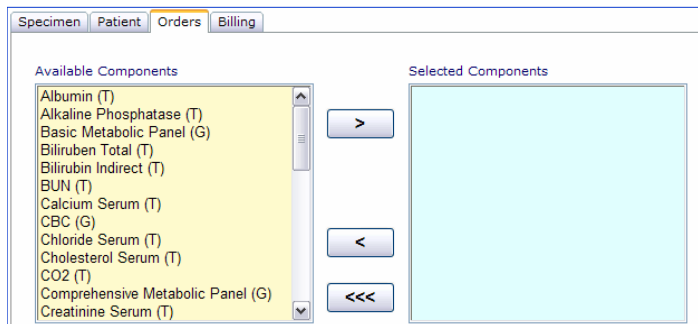 Specimen Patient Orders Billing
Available Components
Selected Components
Albumin (T)
Alkaline Phosphatase (T)
Basic Metabolic Panel (G)
Biliruben Total (T)
Bilirubin Indirect (T)
BUN (T)
Calcium Serum (T)
CBC (G)
Chloride Serum (T)
Cholesterol Serum (T)
CO2 (T)
Comprehensive Metabolic Panel (G)
Creatinine Serum (T)
>
<
<<<